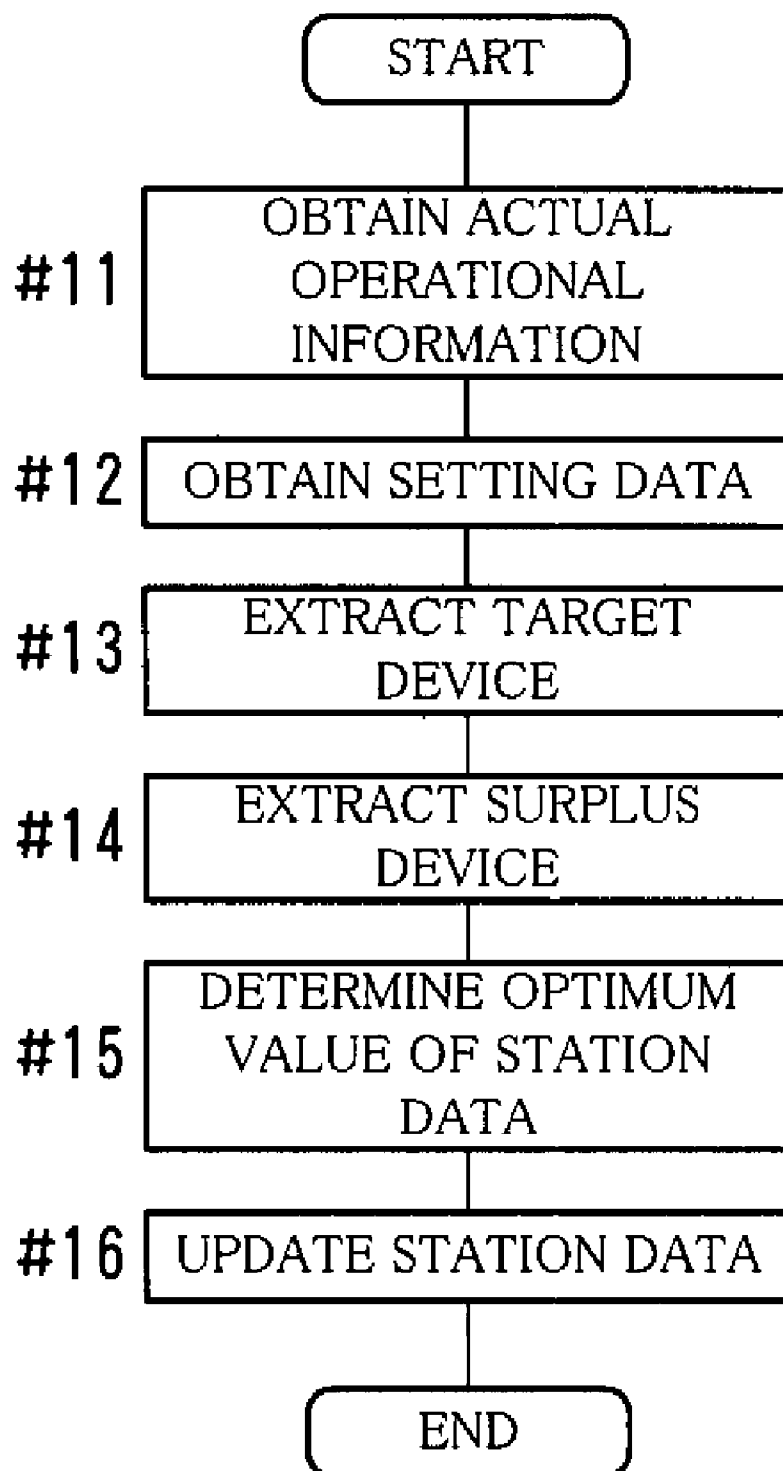 START
#11
OBTAIN ACTUAL
OPERATIONAL
INFORMATION
#12
OBTAIN SETTING DATA
#13
EXTRACT TARGET
DEVICE
#14
EXTRACT SURPLUS
DEVICE
#15
DETERMINE OPTIMUM
VALUE OF STATION
DATA
#16
UPDATE STATION DATA
END